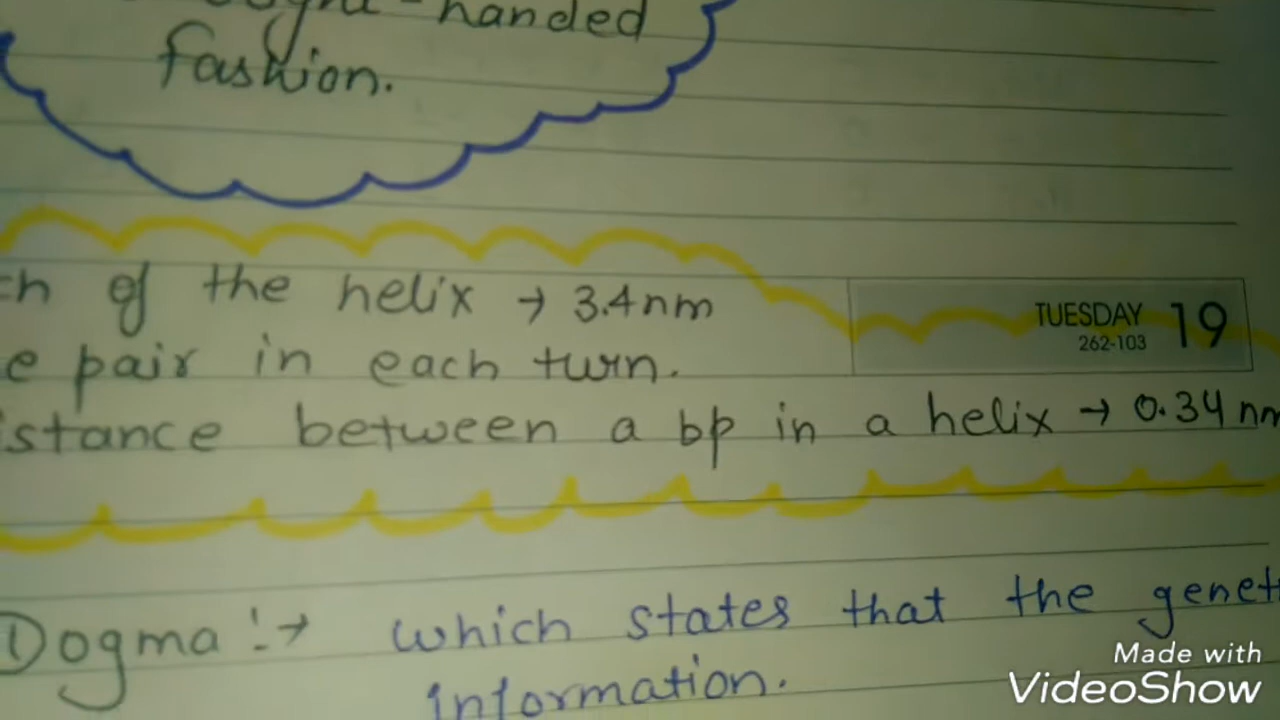 handed
fashion.
of the helix → 3.4nm
TUESDAY 19
262-103
e pair in each turn.
istance between a bp in a helix → 0.34 nm
Dogma :→ which states that the genet
information.
Made with
VideoShow